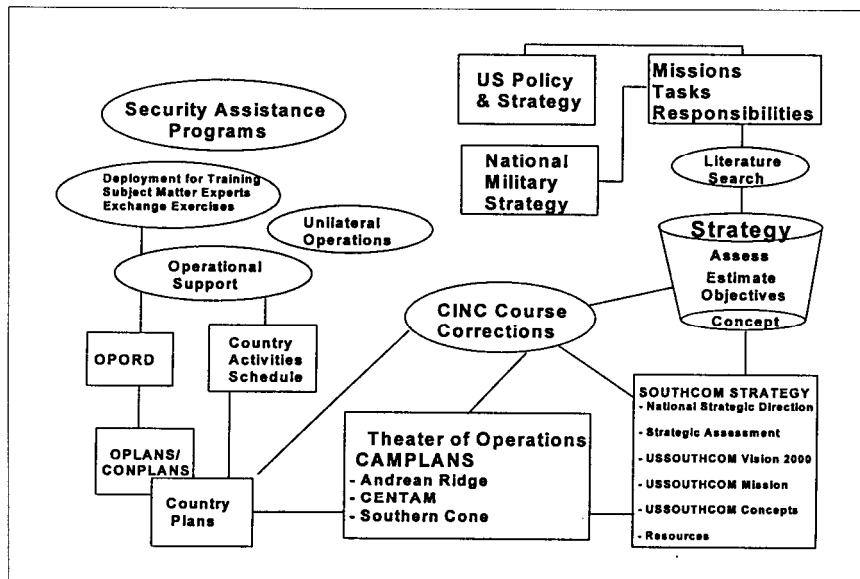 US Policy
& Strategy
Missions
Tasks
Responsibilities
Security Assistance
Programs
National
Military
Strategy
Literature
Search
Deployment for Training
Subject Matter Experts
Exchange Exercises
Unilateral
Operations
Strategy
Assess
Estimate
Objectives
Concept
Operational
Support
CINC Course
Corrections
OPORD
Country
Activities
Schedule
SOUTHCOM STRATEGY
- National Strategic Direction
- Strategic Assessment
- USSOUTHCOM Vision 2000
- USSOUTHCOM Mission
- USSOUTHCOM Concepts
- Resources
Theater of Operations
CAMPLANS
- Andrean Ridge
- CENTAM
- Southern Cone
OPLANS/
CONPLANS
Country
Plans